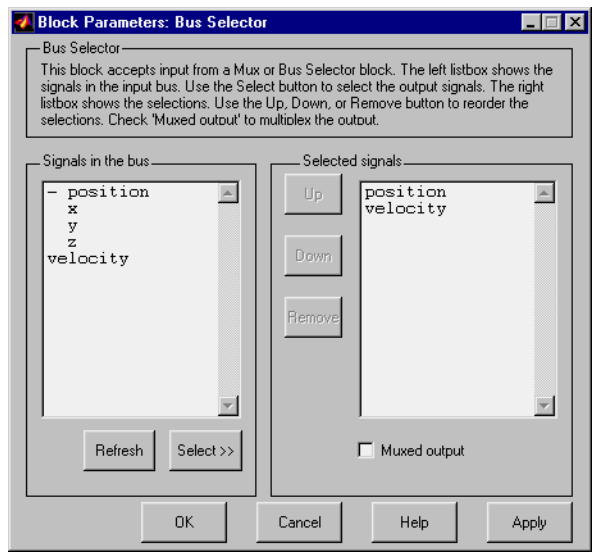 Block Parameters: Bus Selector
Bus Selector
This block accepts input from a Mux or Bus Selector block. The left listbox shows the
signals in the input bus. Use the Select button to select the output signals. The right
listbox shows the selections. Use the Up, Down, or Remove button to reorder the
selections. Check 'Muxed output' to multiplex the output.
Signals in the bus
- position
x
y
z
velocity
Refresh
Select >>
Selected signals
Up
Down
Remove
position
velocity
Muxed output
OK
Cancel
Help
Apply